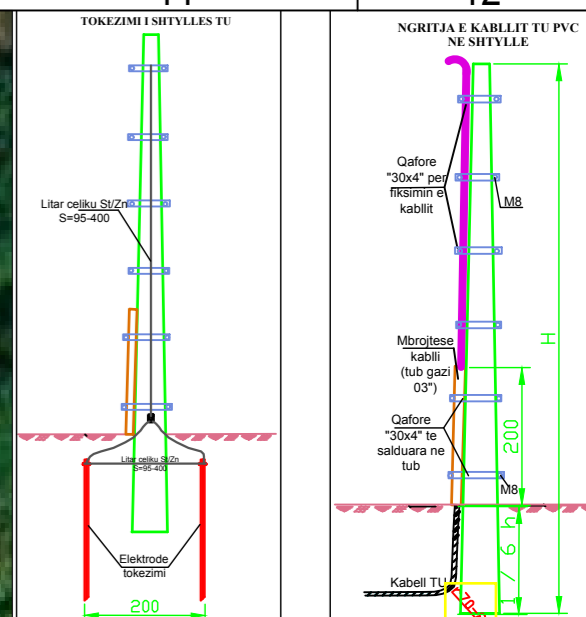 TOKEZIMI I SHTYLLES TU
Litar celiku St/Zn
S=95-400
Litar celiku St/Zn
S=95-400
Elektrode
tokezimi
200
12
NGRITJA E KABLLIT TU PVC
NE SHTYLLE
Qafore
"30x4" per
fiksimin e
kabllit
M8
H
Mbrojtese
kablli
(tub gazi
03")
200
Qafore
"30x4" te
salduara ne
tub
M8
1/6 h
Kabell TU
70